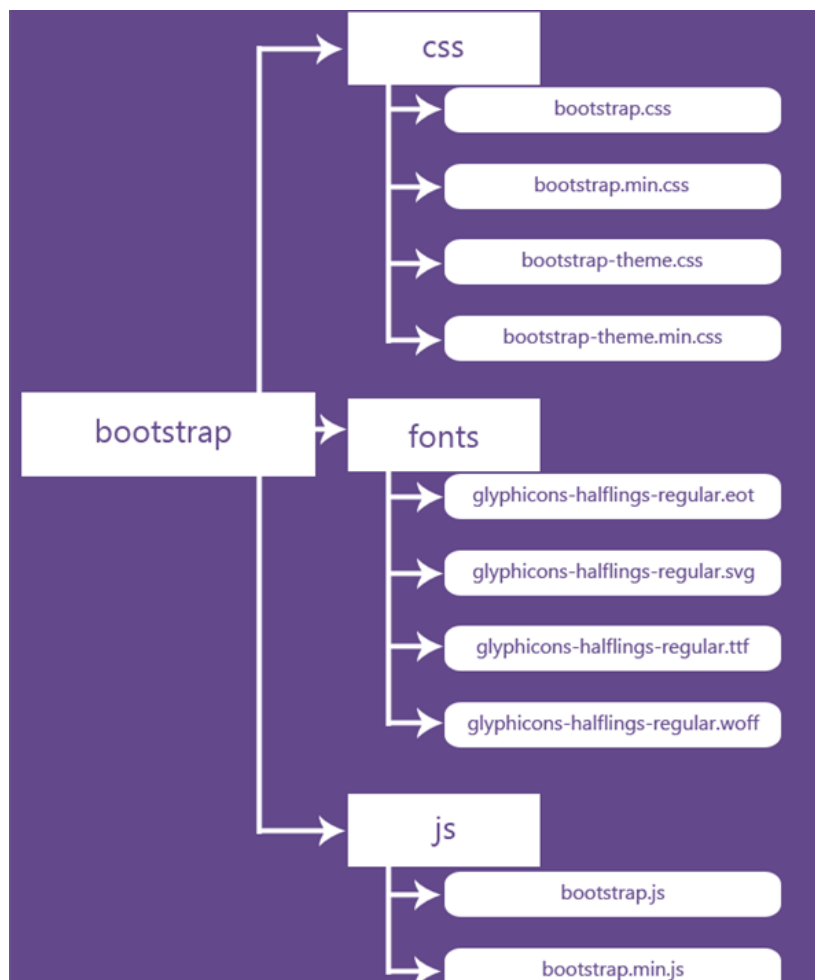 css
bootstrap.css
bootstrap.min.css
bootstrap-theme.css
bootstrap-theme.min.css
bootstrap
fonts
glyphicons-halflings-regular.eot
glyphicons-halflings-regular.svg
glyphicons-halflings-regular.ttf
glyphicons-halflings-regular.woff
js
bootstrap.js
bootstrap.min.js